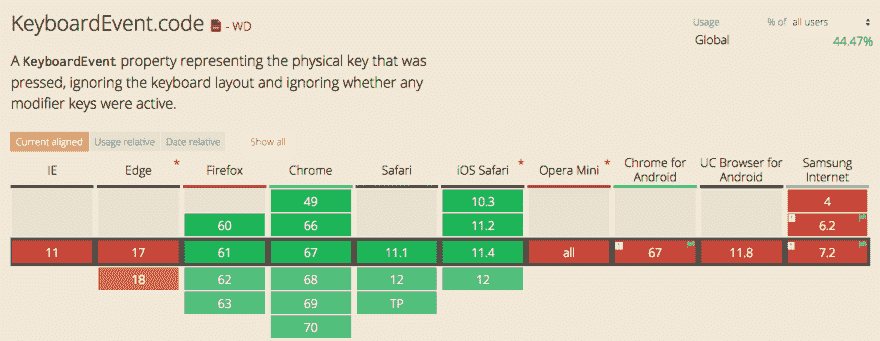 KeyboardEvent.code - WD
Usage % of all users
Global 44.47%
A KeyboardEvent property representing the physical key that was
pressed, ignoring the keyboard layout and ignoring whether any
modifier keys were active.
Current aligned Usage relative Date relative Show all
IE Edge * Firefox Chrome Safari iOS Safari * Opera Mini * Chrome for Android UC Browser for Android Samsung Internet
49 10.3 4
60 66 11.2 6.2
11 17 61 67 11.1 11.4 all 67 11.8 7.2
18 62 68 12 12
63 69 TP
70